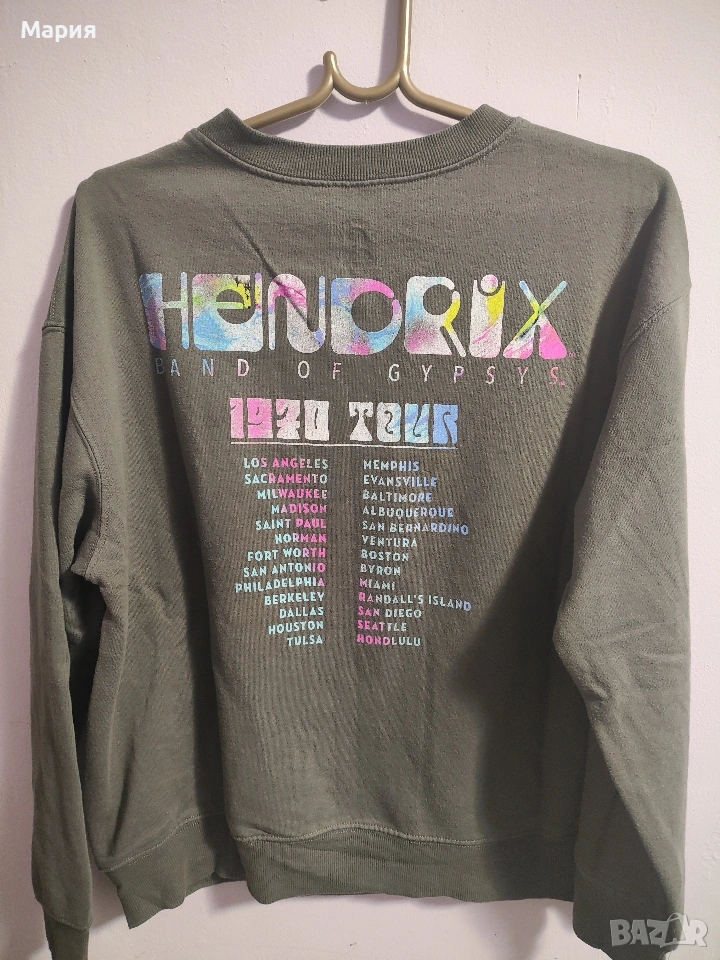 Мария
HENDRIX
BAND OF GYPSYS
1970 TOUR
LOS ANGELES
SACRAMENTO
MILWAUKEE
MADISON
SAINT PAUL
NORMAN
FORT WORTH
SAN ANTONIO
PHILADELPHIA
BERKELEY
DALLAS
HOUSTON
TULSA
MEMPHIS
EVANSVILLE
BALTIMORE
ALBUQUERQUE
SAN BERNARDINO
VENTURA
BOSTON
BYRON
MIAMI
RANDALL'S ISLAND
SAN DIEGO
SEATTLE
HONOLULU
BAZAR